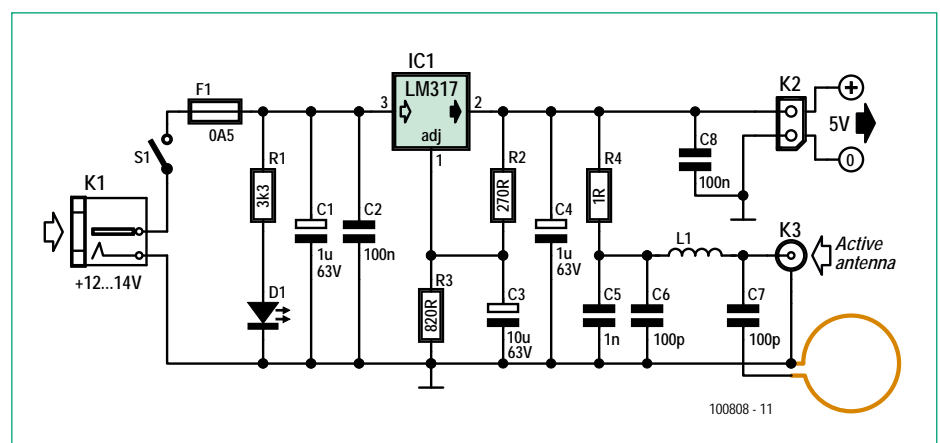 IC1
LM317
adj
3
2
1
F1
0A5
S1
K1
+12...14V
R1
3k3
D1
C1
1u
63V
C2
100n
R2
270R
R3
820R
C3
10u
63V
C4
1u
63V
R4
1R
C5
1n
C6
100p
L1
C7
100p
C8
100n
K2
+
5V
0
K3
Active
antenna
100808 - 11